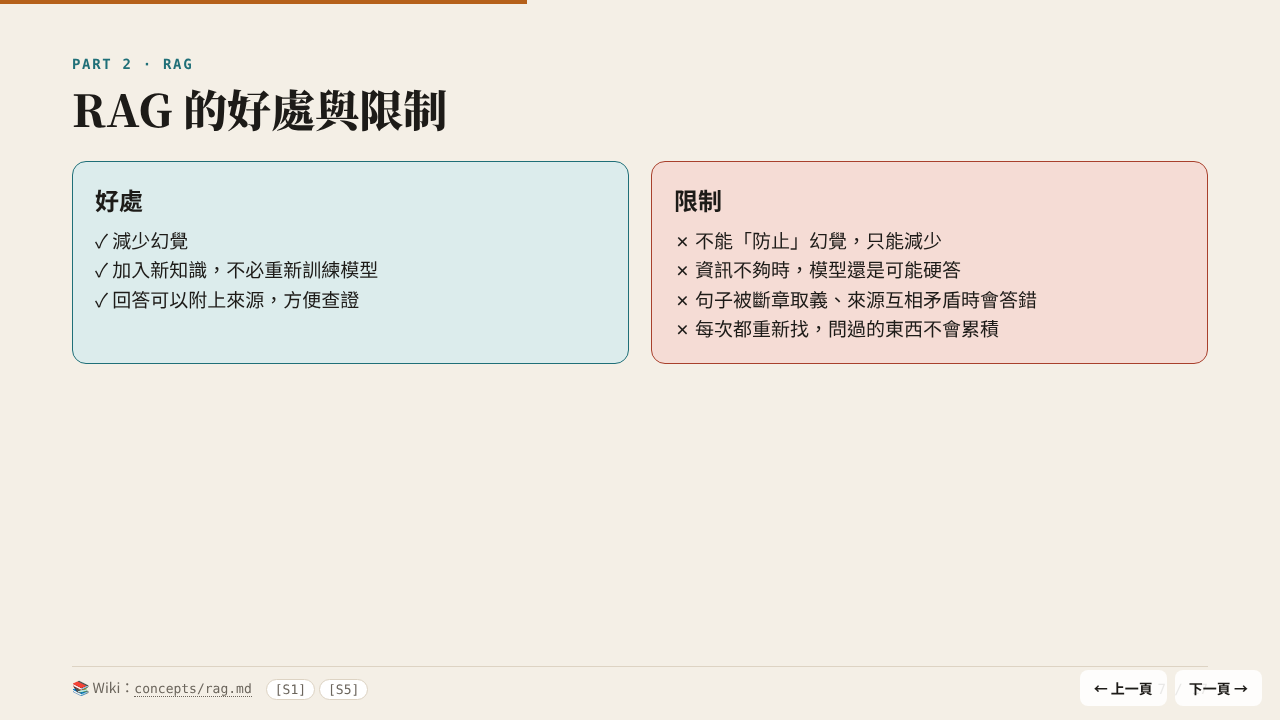 PART 2 · RAG
RAG 的好處與限制
好處
✓ 減少幻覺
✓ 加入新知識，不必重新訓練模型
✓ 回答可以附上來源，方便查證
限制
✕ 不能「防止」幻覺，只能減少
✕ 資訊不夠時，模型還是可能硬答
✕ 句子被斷章取義、來源互相矛盾時會答錯
✕ 每次都重新找，問過的東西不會累積
📚 Wiki：concepts/rag.md [S1] [S5]
← 上一頁 下一頁 →